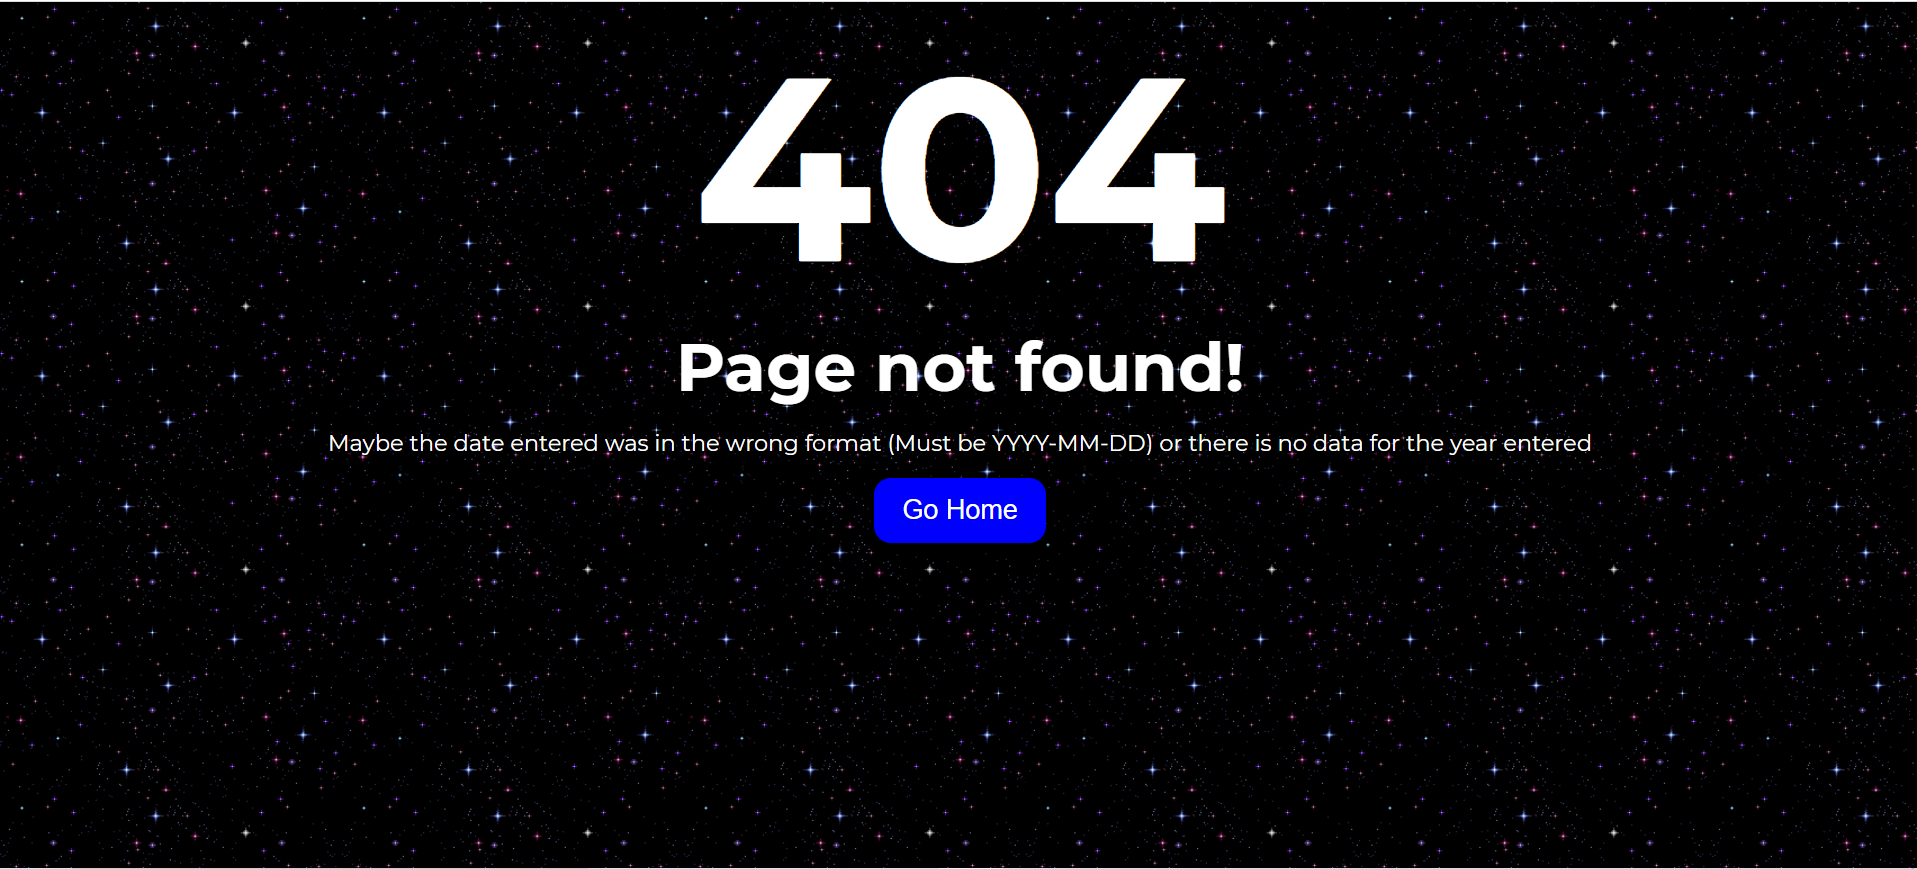 404
Page not found!
Maybe the date entered was in the wrong format (Must be YYYY-MM-DD) or there is no data for the year entered
Go Home